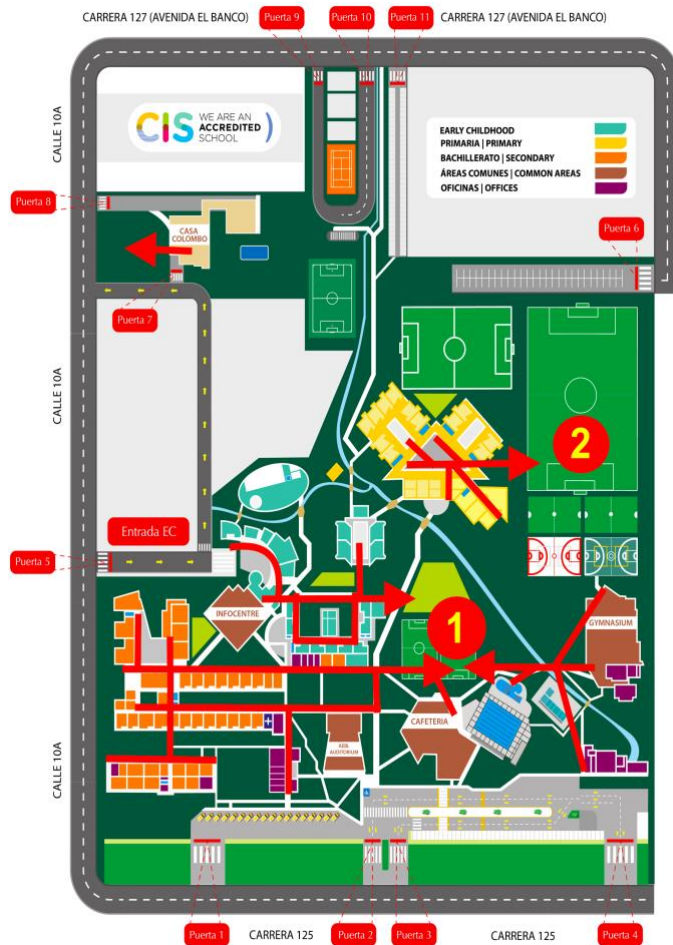 CARRERA 127 (AVENIDA EL BANCO)
Puerta 9
Puerta 10
Puerta 11
CARRERA 127 (AVENIDA EL BANCO)
CALLE 10A
CIS
WE ARE AN
ACCREDITED
SCHOOL
EARLY CHILDHOOD
PRIMARIA | PRIMARY
BACHILLERATO | SECONDARY
ÁREAS COMUNES | COMMON AREAS
OFICINAS | OFFICES
Puerta 8
CASA
COLOMBO
Puerta 6
Puerta 7
CALLE 10A
2
Entrada EC
Puerta 5
INFOCENTRE
1
GYMNASIUM
CAFETERIA
AUDITORIUM
CALLE 10A
Puerta 1
CARRERA 125
Puerta 2
Puerta 3
CARRERA 125
Puerta 4